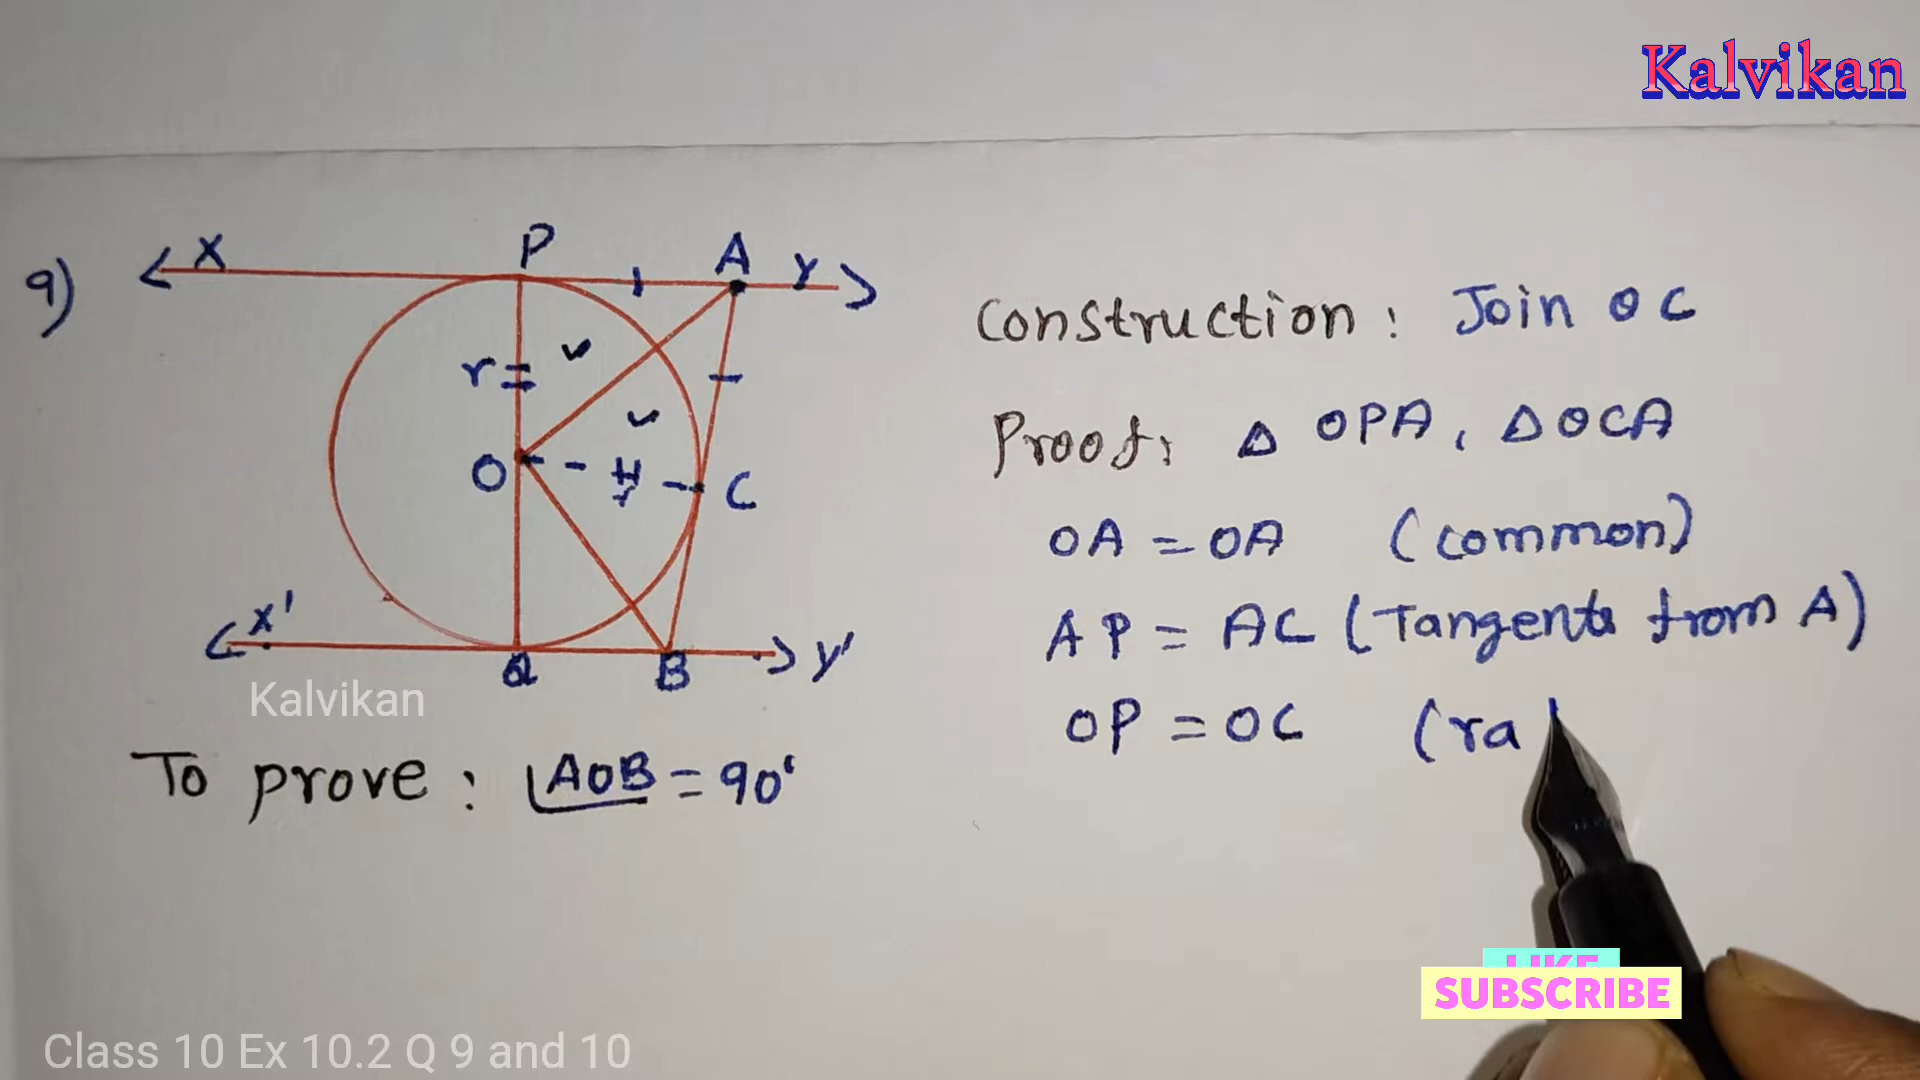 Kalvikan
9)
X P A Y
r
O r C
X' Q B Y'
Kalvikan
To prove : ∠AOB = 90°
Construction : Join OC
Proof: Δ OPA, Δ OCA
OA = OA (common)
AP = AC (Tangents from A)
OP = OC (ra
LIKE
SUBSCRIBE
Class 10 Ex 10.2 Q 9 and 10